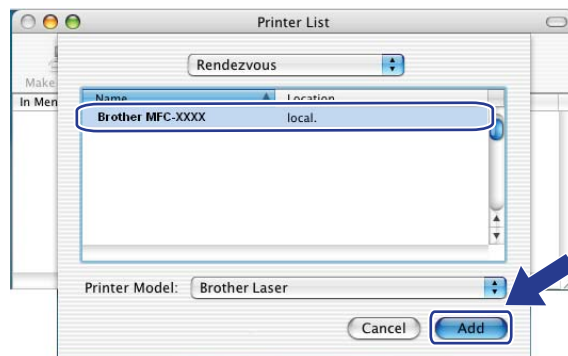 Printer List
Rendezvous
Make
In Men
Name Location
Brother MFC-XXXX local.
Printer Model: Brother Laser
Cancel Add